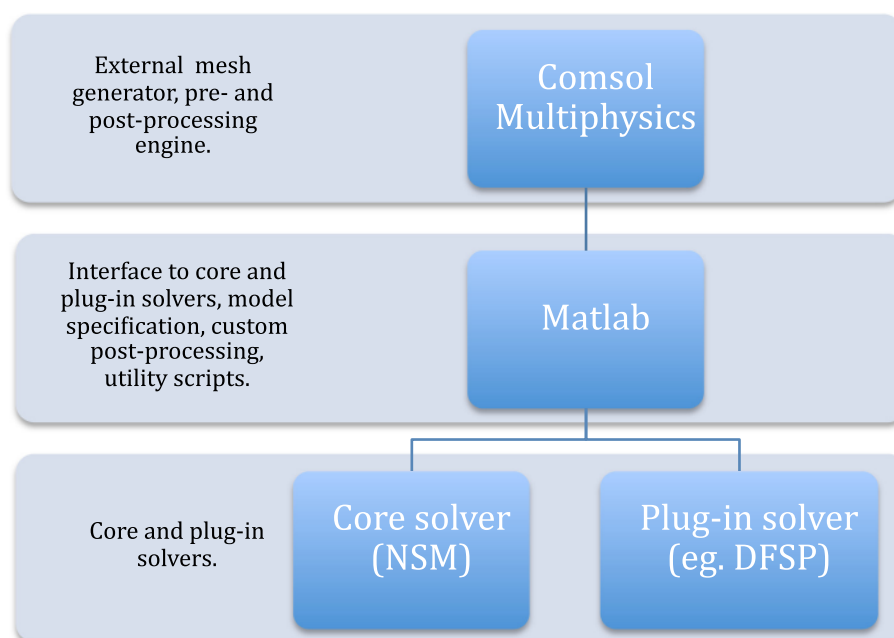 External mesh
generator, pre- and
post-processing
engine.
Comsol
Multiphysics
Interface to core and
plug-in solvers, model
specification, custom
post-processing,
utility scripts.
Matlab
Core and plug-in
solvers.
Core solver
(NSM)
Plug-in solver
(eg. DFSP)